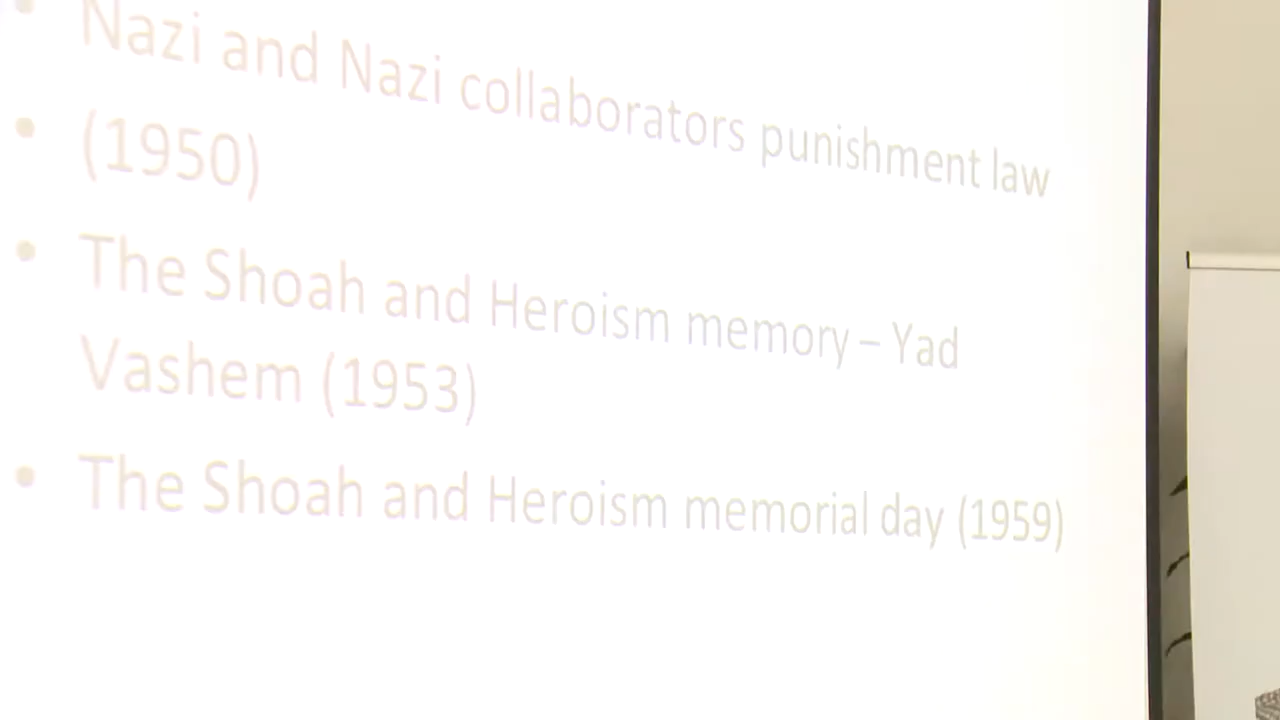 • Nazi and Nazi collaborators punishment law
• (1950)
• The Shoah and Heroism memory – Yad
Vashem (1953)
• The Shoah and Heroism memorial day (1959)